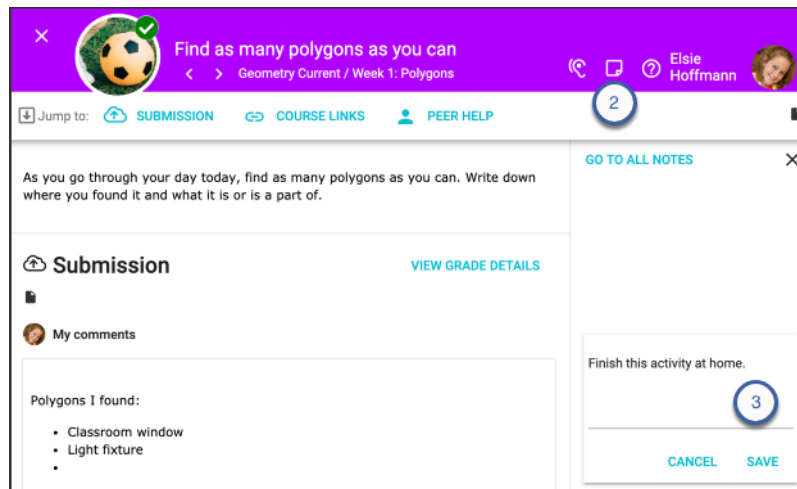 Find as many polygons as you can
Geometry Current / Week 1: Polygons
Elsie
Hoffmann
2
Jump to: SUBMISSION COURSE LINKS PEER HELP
GO TO ALL NOTES
As you go through your day today, find as many polygons as you can. Write down
where you found it and what it is or is a part of.
Submission
VIEW GRADE DETAILS
My comments
Polygons I found:
• Classroom window
• Light fixture
•
Finish this activity at home.
3
CANCEL SAVE